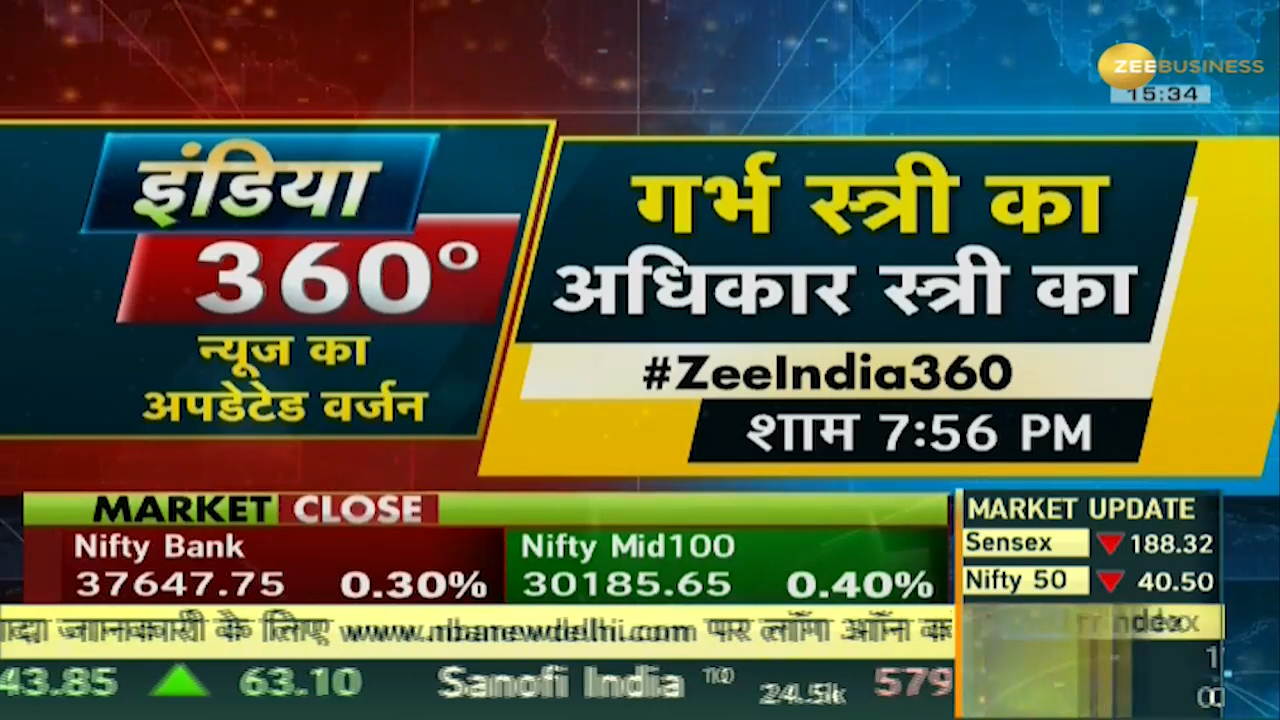 ZEEBUSINESS
15:34
इंडिया
360°
न्यूज का
अपडेटेड वर्जन
गर्भ स्त्री का
अधिकार स्त्री का
#ZeeIndia360
शाम 7:56 PM
MARKET CLOSE
Nifty Bank
37647.75 0.30%
Nifty Mid100
30185.65 0.40%
MARKET UPDATE
Sensex ▼ 188.32
Nifty 50 ▼ 40.50
जानकारी के लिए www.nbanewdelhi.com पर लॉग ऑन
43.85 ▲ 63.10 Sanofi India 24.5k 579